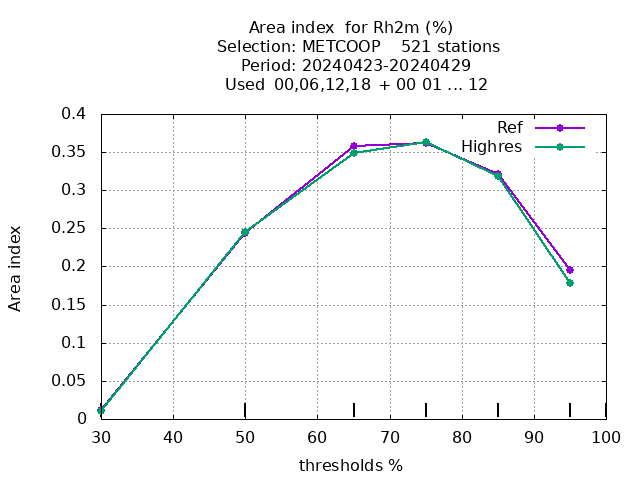 Area index  for Rh2m (%)
Selection: METCOOP    521 stations
Period: 20240423-20240429
Used  00,06,12,18  + 00 01 ... 12
Ref
Highres
0.4
0.35
0.3
0.25
0.2
0.15
0.1
0.05
0
Area index
30 40 50 60 70 80 90 100
thresholds %